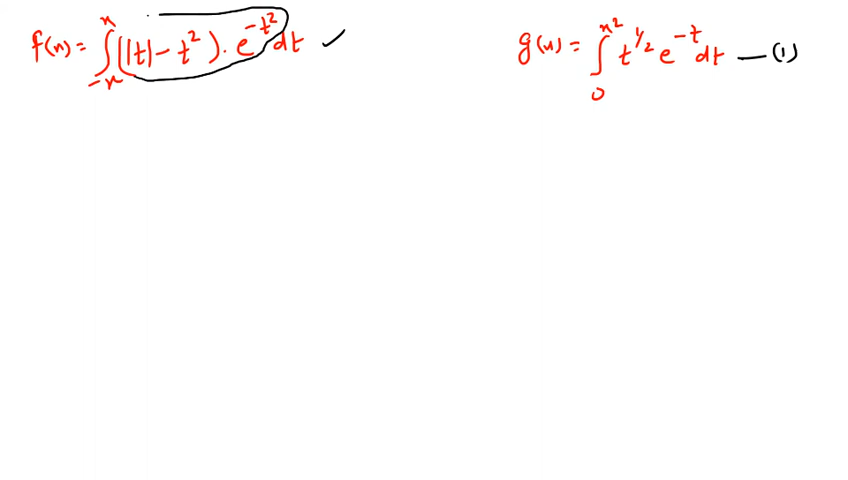 f(x) = ∫_{-x}^{x} (|t| - t²) · e^{-t²} dt ✓
g(x) = ∫_{0}^{x²} t^{1/2} e^{-t} dt — (1)